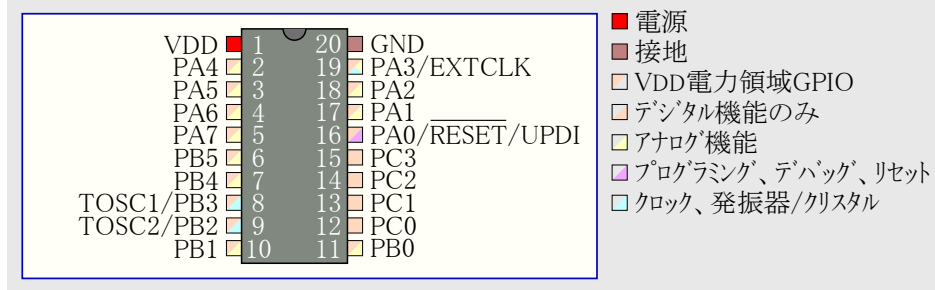 VDD 1 20 GND
PA4 2 19 PA3/EXTCLK
PA5 3 18 PA2
PA6 4 17 PA1
PA7 5 16 PA0/RESET/UPDI
PB5 6 15 PC3
PB4 7 14 PC2
TOSC1/PB3 8 13 PC1
TOSC2/PB2 9 12 PC0
PB1 10 11 PB0
電源
接地
VDD電力領域GPIO
ﾃﾞｼﾞﾀﾙ機能のみ
ｱﾅﾛｸﾞ機能
ﾌﾟﾛｸﾞﾗﾐﾝｸﾞ、ﾃﾞﾊﾞｯｸﾞ、ﾘｾｯﾄ
ｸﾛｯｸ、発振器/ｸﾘｽﾀﾙ